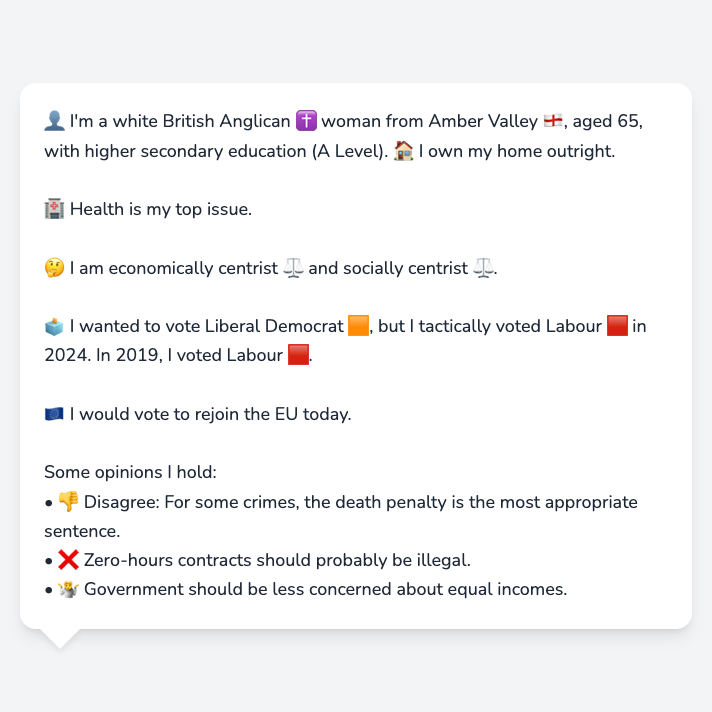 👤 I'm a white British Anglican ✝️ woman from Amber Valley 🏴󠁧󠁢󠁥󠁮󠁧󠁿, aged 65,
with higher secondary education (A Level). 🏠 I own my home outright.
🏥 Health is my top issue.
🤔 I am economically centrist ⚖️ and socially centrist ⚖️.
🗳️ I wanted to vote Liberal Democrat 🟧, but I tactically voted Labour 🟥 in
2024. In 2019, I voted Labour 🟥.
🇪🇺 I would vote to rejoin the EU today.
Some opinions I hold:
• 👎 Disagree: For some crimes, the death penalty is the most appropriate
sentence.
• ❌ Zero-hours contracts should probably be illegal.
• 🤷 Government should be less concerned about equal incomes.